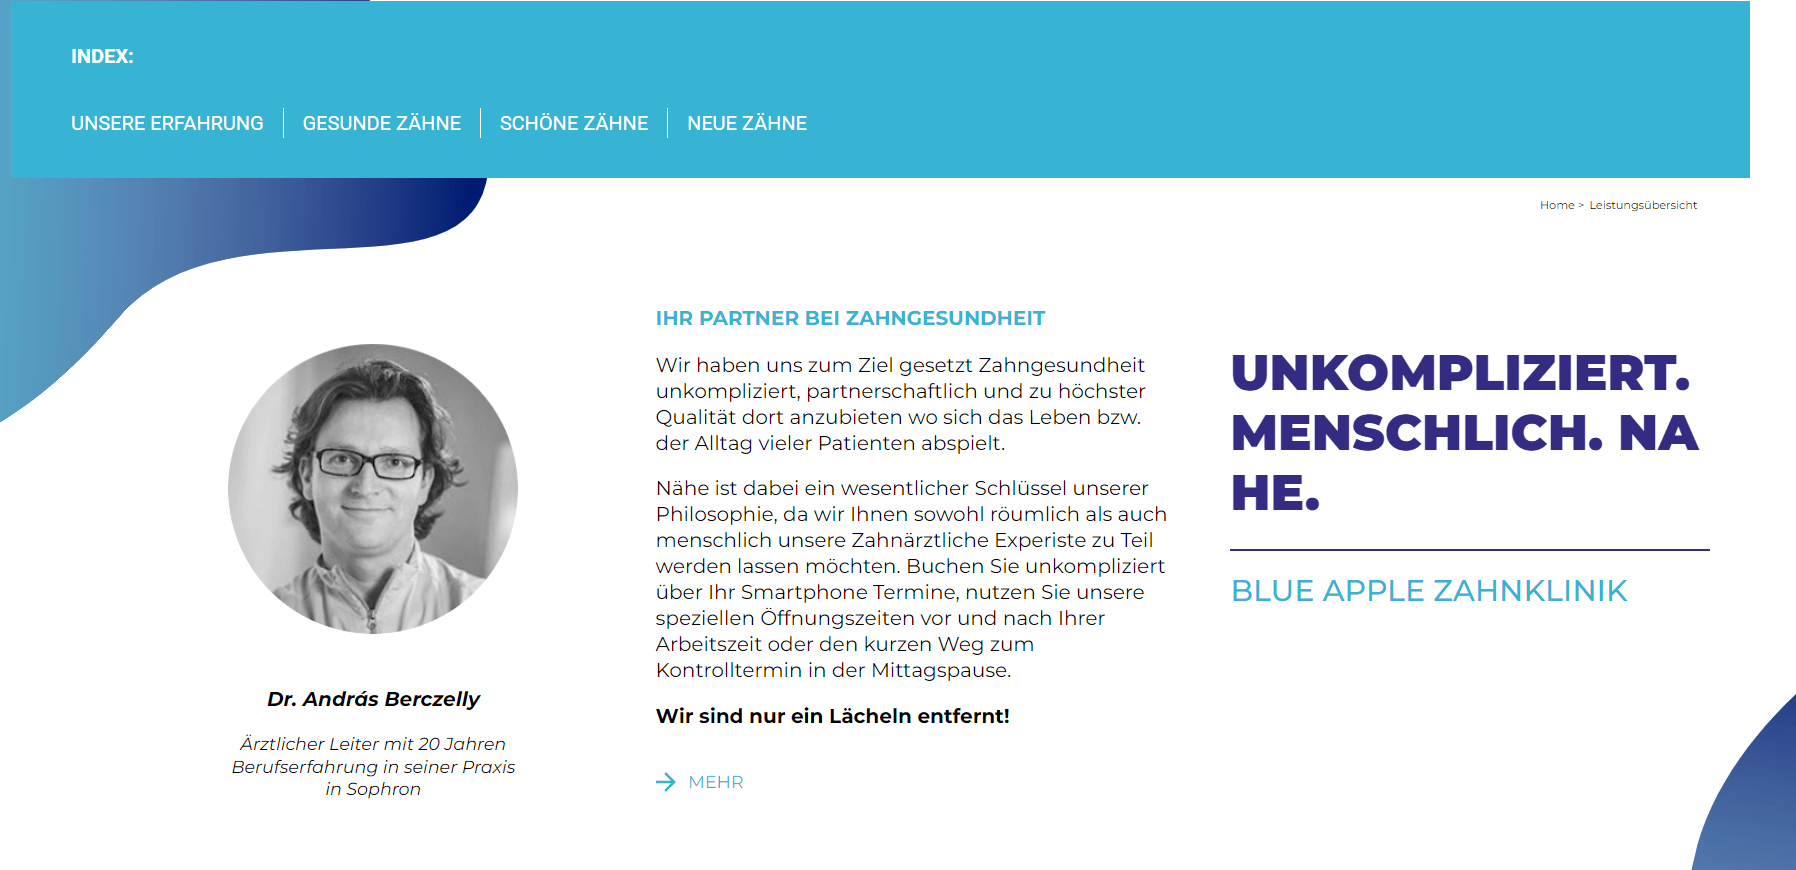 INDEX:
UNSERE ERFAHRUNG GESUNDE ZÄHNE SCHÖNE ZÄHNE NEUE ZÄHNE
Home > Leistungsübersicht
Dr. András Berczelly
Ärztlicher Leiter mit 20 Jahren
Berufserfahrung in seiner Praxis
in Sophron
IHR PARTNER BEI ZAHNGESUNDHEIT
Wir haben uns zum Ziel gesetzt Zahngesundheit
unkompliziert, partnerschaftlich und zu höchster
Qualität dort anzubieten wo sich das Leben bzw.
der Alltag vieler Patienten abspielt.
Nähe ist dabei ein wesentlicher Schlüssel unserer
Philosophie, da wir Ihnen sowohl röumlich als auch
menschlich unsere Zahnärztliche Experiste zu Teil
werden lassen möchten. Buchen Sie unkompliziert
über Ihr Smartphone Termine, nutzen Sie unsere
speziellen Öffnungszeiten vor und nach Ihrer
Arbeitszeit oder den kurzen Weg zum
Kontrolltermin in der Mittagspause.
Wir sind nur ein Lächeln entfernt!
MEHR
UNKOMPLIZIERT.
MENSCHLICH. NA
HE.
BLUE APPLE ZAHNKLINIK